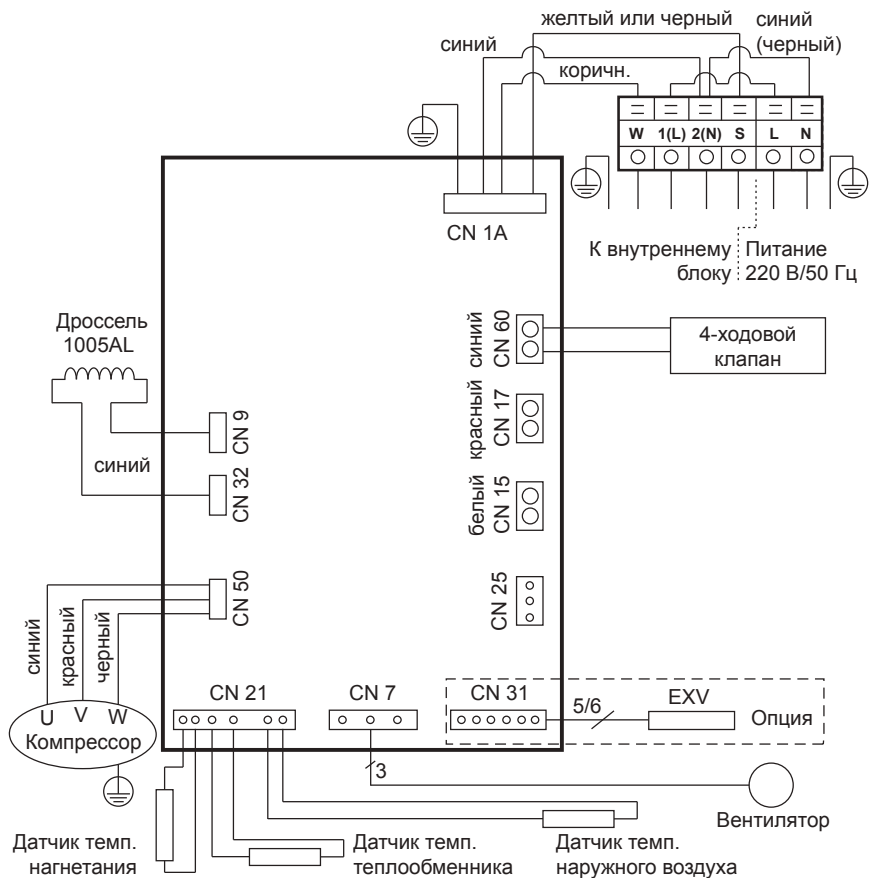 желтый или черный
синий
(черный)
синий
коричн.
W 1(L) 2(N) S L N
CN 1A
К внутреннему
блоку
Питание
220 В/50 Гц
Дроссель
1005AL
синий
CN 9
CN 32
синий
CN 60
4-ходовой
клапан
красный
CN 17
белый
CN 15
CN 25
CN 50
синий
красный
черный
U V W
Компрессор
CN 21
CN 7
CN 31
5/6
EXV
Опция
3
Вентилятор
Датчик темп.
нагнетания
Датчик темп.
теплообменника
Датчик темп.
наружного воздуха